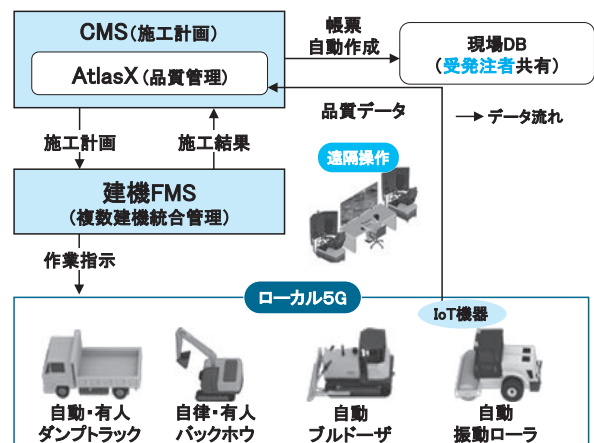 CMS(施工計画)
AtlasX(品質管理)
帳票
自動作成
現場DB
(受発注者共有)
品質データ
→データ流れ
施工計画
施工結果
遠隔操作
建機FMS
(複数建機統合管理)
作業指示
ローカル5G
IoT機器
自動・有人
ダンプトラック
自律・有人
バックホウ
自動
ブルドーザ
自動
振動ローラ